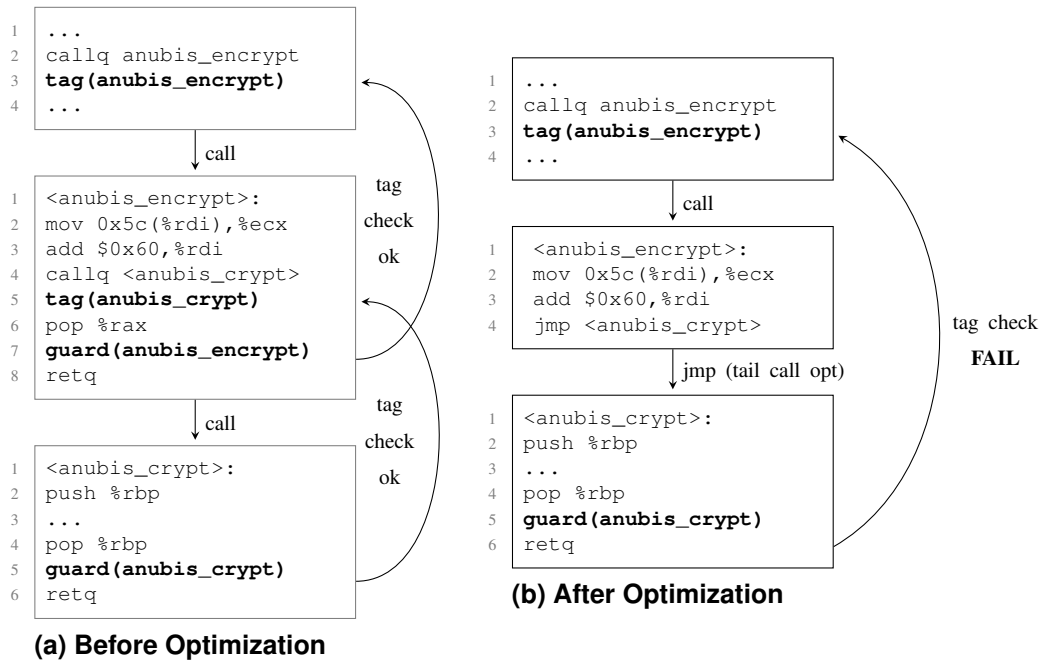 1 ...
2 callq anubis_encrypt
3 tag(anubis_encrypt)
4 ...
call
1 <anubis_encrypt>:
2 mov 0x5c(%rdi),%ecx
3 add $0x60,%rdi
4 callq <anubis_crypt>
5 tag(anubis_crypt)
6 pop %rax
7 guard(anubis_encrypt)
8 retq
tag
check
ok
call
1 <anubis_crypt>:
2 push %rbp
3 ...
4 pop %rbp
5 guard(anubis_crypt)
6 retq
tag
check
ok
(a) Before Optimization
1 ...
2 callq anubis_encrypt
3 tag(anubis_encrypt)
4 ...
call
1 <anubis_encrypt>:
2 mov 0x5c(%rdi),%ecx
3 add $0x60,%rdi
4 jmp <anubis_crypt>
jmp (tail call opt)
tag check
FAIL
1 <anubis_crypt>:
2 push %rbp
3 ...
4 pop %rbp
5 guard(anubis_crypt)
6 retq
(b) After Optimization